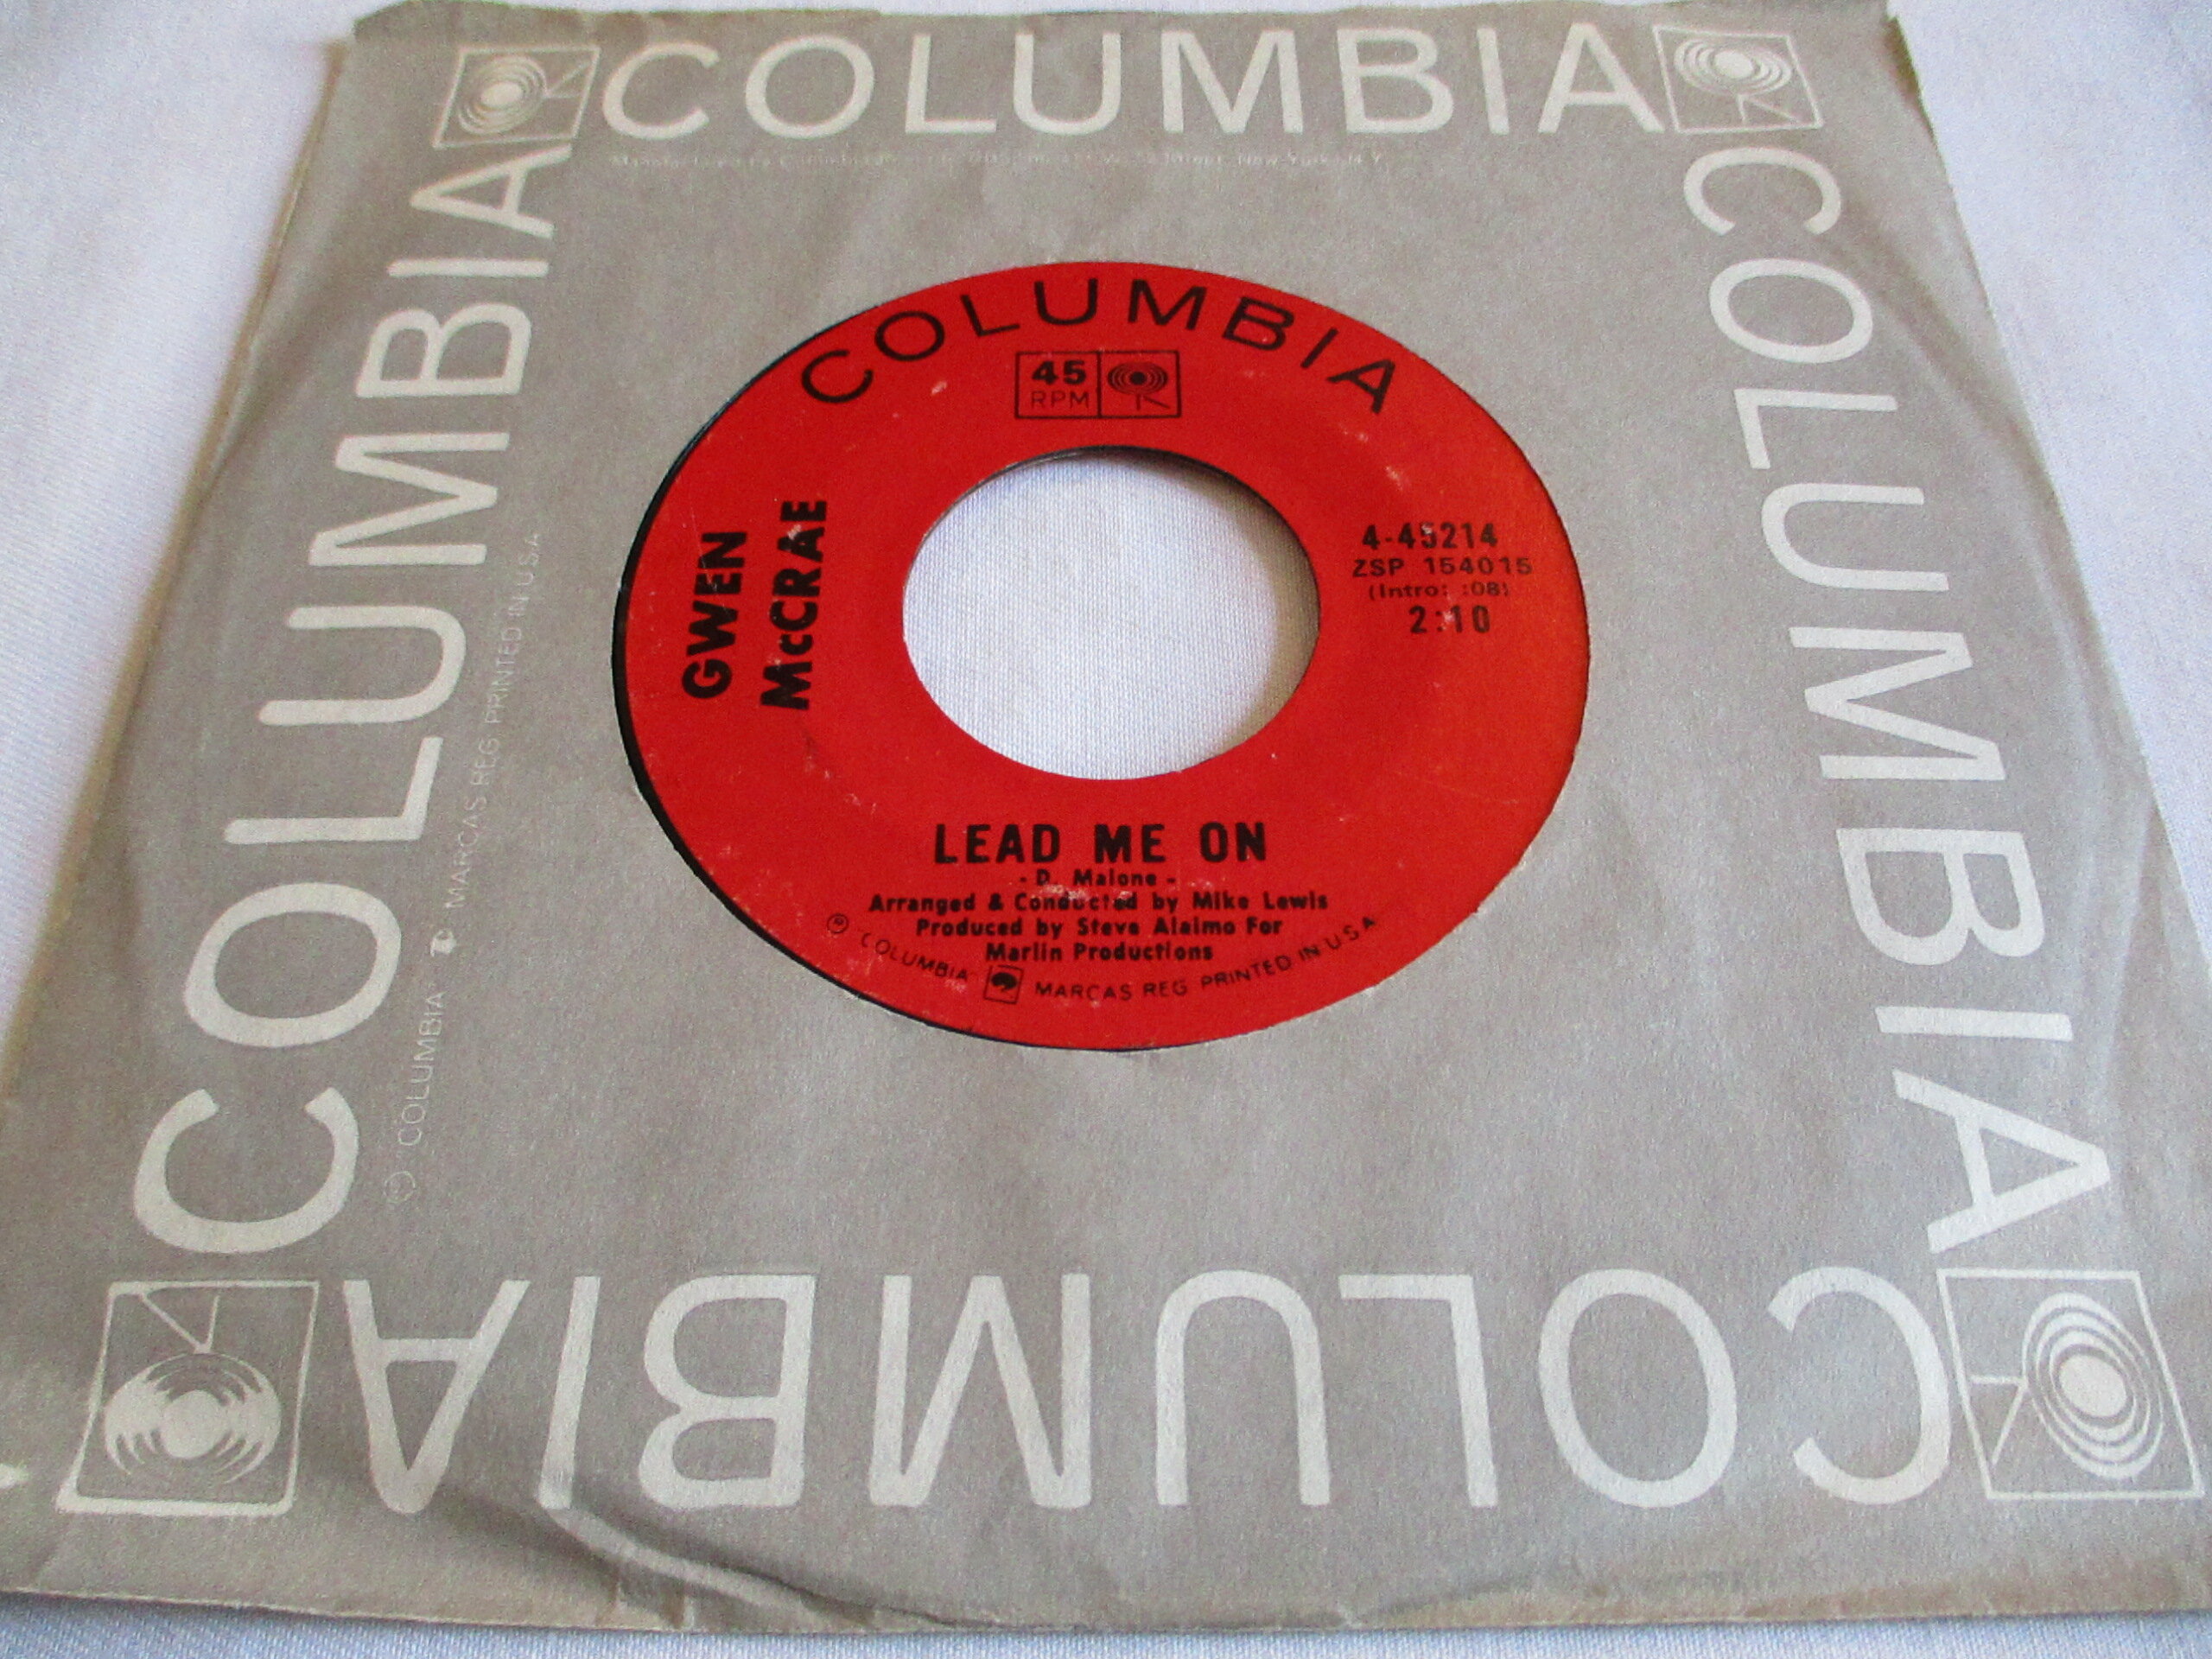 COLUMBIA
COLUMBIA
COLUMBIA
COLUMBIA
© COLUMBIA MARCAS REG PRINTED IN U.S.A.
COLUMBIA
45
RPM
GWEN
McCRAE
4-45214
ZSP 154015
(Intro: :08)
2:10
LEAD ME ON
- D. Malone -
Arranged & Conducted by Mike Lewis
Produced by Steve Alaimo For
Marlin Productions
® COLUMBIA MARCAS REG PRINTED IN U.S.A.